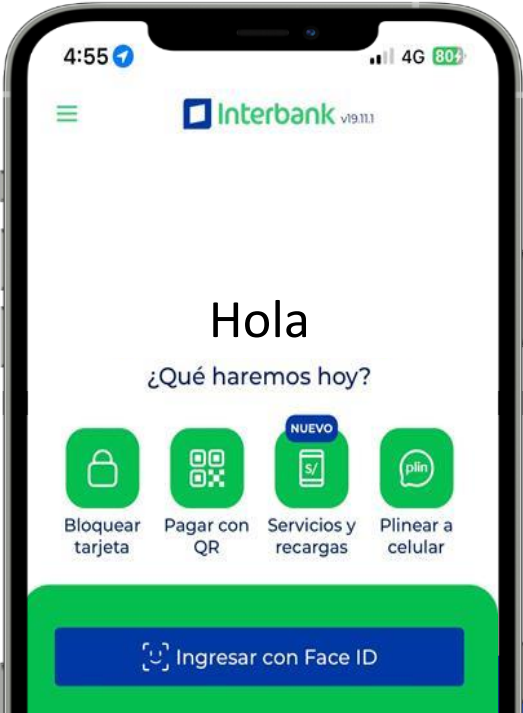 4:55 4G 80
Interbank v19.11.1
Hola
¿Qué haremos hoy?
NUEVO
S/ plin
Bloquear Pagar con Servicios y Plinear a
tarjeta QR recargas celular
Ingresar con Face ID